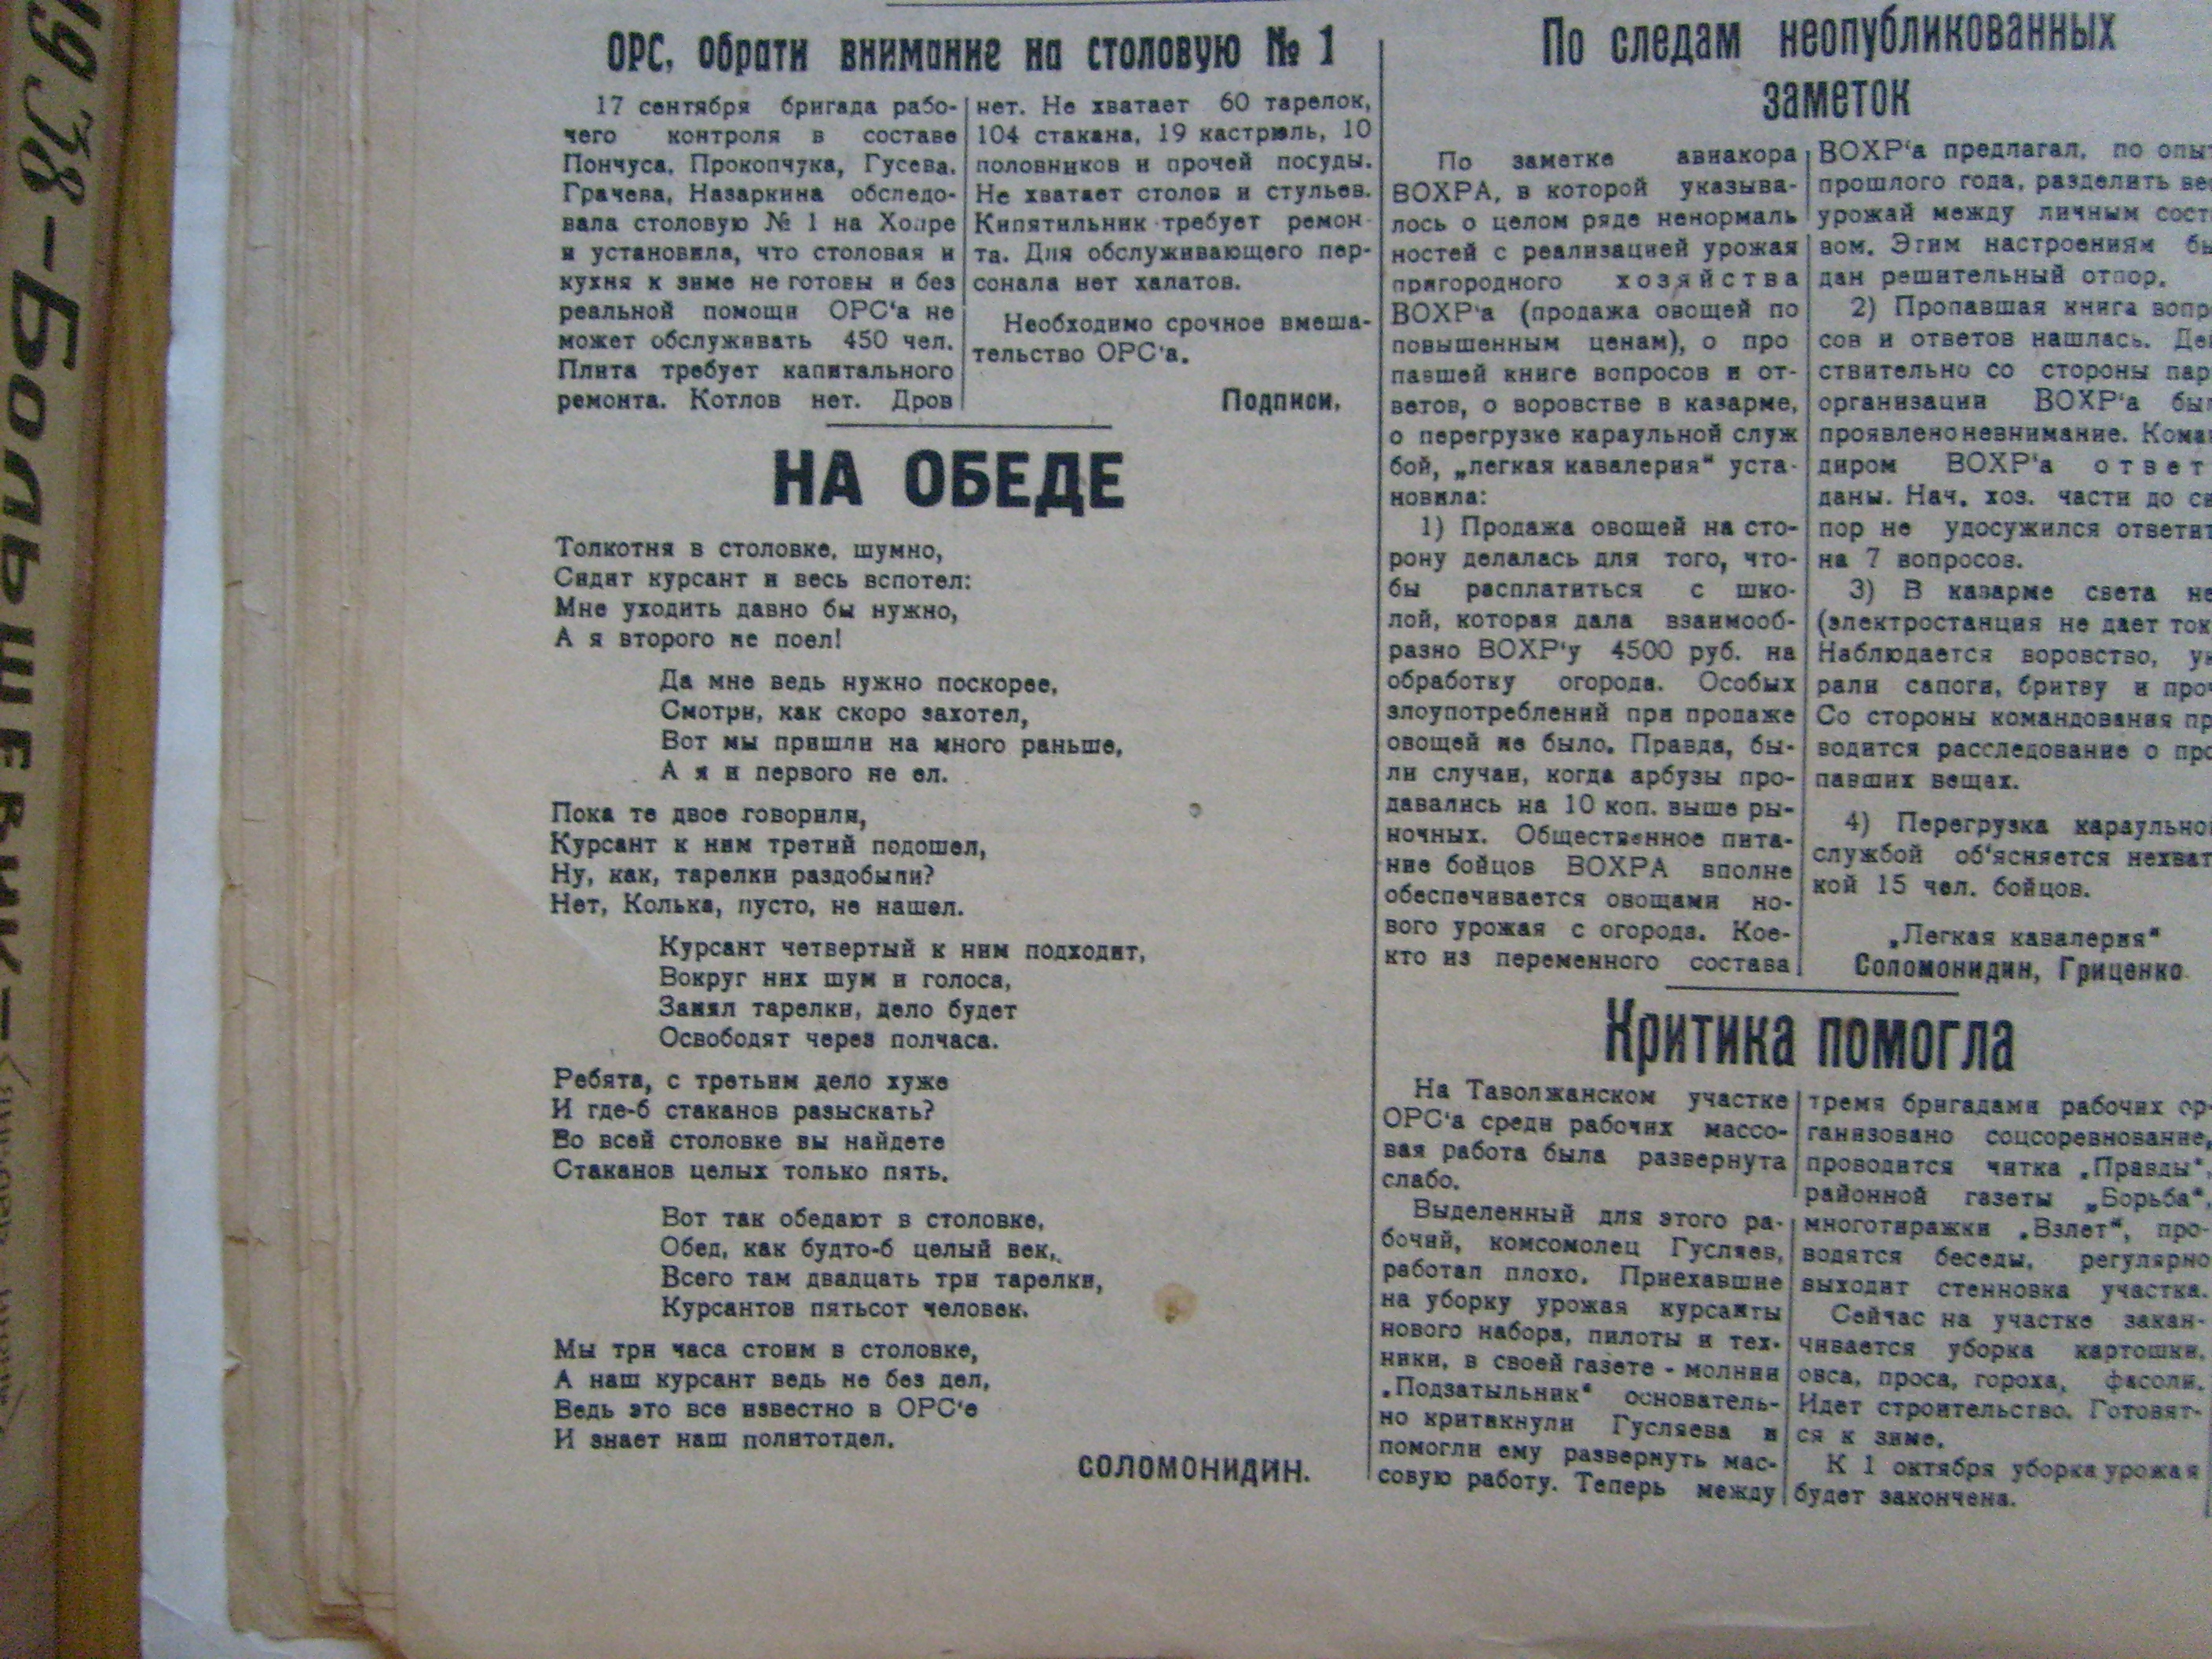 ОРС, обрати внимание на столовую № 1
17 сентября бригада рабо-
чего контроля в составе
Пончуса, Прокопчука, Гусева,
Грачева, Назаркина обследо-
вала столовую № 1 на Хопре
и установила, что столовая и
кухня к зиме не готовы и без
реальной помощи ОРС'а не
может обслуживать 450 чел.
Плита требует капитального
ремонта. Котлов нет. Дров
нет. Не хватает 60 тарелок,
104 стакана, 19 кастрюль, 10
половников и прочей посуды.
Не хватает столов и стульев.
Кипятильник требует ремон
та. Для обслуживающего пер-
сонала нет халатов.
Необходимо срочное вмеша-
тельство ОРС'а.
Подписи.
НА ОБЕДЕ
Толкотня в столовке, шумно,
Сидит курсант и весь вспотел:
Мне уходить давно бы нужно,
А я второго не поел!
Да мне ведь нужно поскорее,
Смотри, как скоро захотел,
Вот мы пришли на много раньше,
А я и первого не ел.
Пока те двое говорили,
Курсант к ним третий подошел,
Ну, как, тарелки раздобыли?
Нет, Колька, пусто, не нашел.
Курсант четвертый к ним подходит,
Вокруг них шум и голоса,
Занял тарелки, дело будет
Освободят через полчаса.
Ребята, с третьим дело хуже
И где-б стаканов разыскать?
Во всей столовке вы найдете
Стаканов целых только пять.
Вот так обедают в столовке,
Обед, как будто-б целый век,
Всего там двадцать три тарелки,
Курсантов пятьсот человек.
Мы три часа стоим в столовке,
А наш курсант ведь не без дел,
Ведь это все известно в ОРС'е
И знает наш политотдел.
СОЛОМОНИДИН.
По следам неопубликованных
заметок
По заметке авиакора
ВОХРА, в которой указыва-
лось о целом ряде ненормаль
ностей с реализацией урожая
пригородного хозяйства
ВОХР'а (продажа овощей по
повышенным ценам), о про
павшей книге вопросов и от-
ветов, о воровстве в казарме,
о перегрузке караульной служ
бой, „легкая кавалерия“ уста-
новила:
1) Продажа овощей на сто-
рону делалась для того, что-
бы расплатиться с шко-
лой, которая дала взаимооб-
разно ВОХР'у 4500 руб. на
обработку огорода. Особых
злоупотреблений при продаже
овощей не было. Правда, бы-
ли случаи, когда арбузы про-
давались на 10 коп. выше ры-
ночных. Общественное пита-
ние бойцов ВОХРА вполне
обеспечивается овощами но-
вого урожая с огорода. Кое-
кто из переменного состава
ВОХР'а предлагал, по опы
прошлого года, разделить ве
урожай между личным сост
вом. Этим настроениям бы
дан решительный отпор.
2) Пропавшая книга вопр
сов и ответов нашлась. Де
ствительно со стороны пар
организации ВОХР'а бы
проявлено невнимание. Кома
диром ВОХР'а ответ
даны. Нач. хоз. части до си
пор не удосужился ответит
на 7 вопросов.
3) В казарме света не
(электростанция не дает ток
Наблюдается воровство, ук
рали сапоги, бритву и про
Со стороны командования пр
водится расследование о про
павших вещах.
4) Перегрузка караульно
службой об'ясняется нехват
кой 15 чел. бойцов.
„Легкая кавалерия“
Соломонидин, Гриценко
Критика помогла
На Таволжанском участке
ОРС'а среди рабочих массо-
вая работа была развернута
слабо.
Выделенный для этого ра-
бочий, комсомолец Гусляев,
работал плохо. Приехавшие
на уборку урожая курсанты
нового набора, пилоты и тех-
ники, в своей газете - молнии
„Подзатыльник“ основатель-
но критикнули Гусляева и
помогли ему развернуть мас-
совую работу. Теперь между
тремя бригадами рабочих ор-
ганизовано соцсоревнование,
проводится читка „Правды“,
районной газеты „Борьба“,
многотиражки „Взлет“, про-
водятся беседы, регулярно
выходит стенновка участка.
Сейчас на участке закан-
чивается уборка картошки,
овса, проса, гороха, фасоли.
Идет строительство. Готовят-
ся к зиме.
К 1 октября уборка урожая
будет закончена.